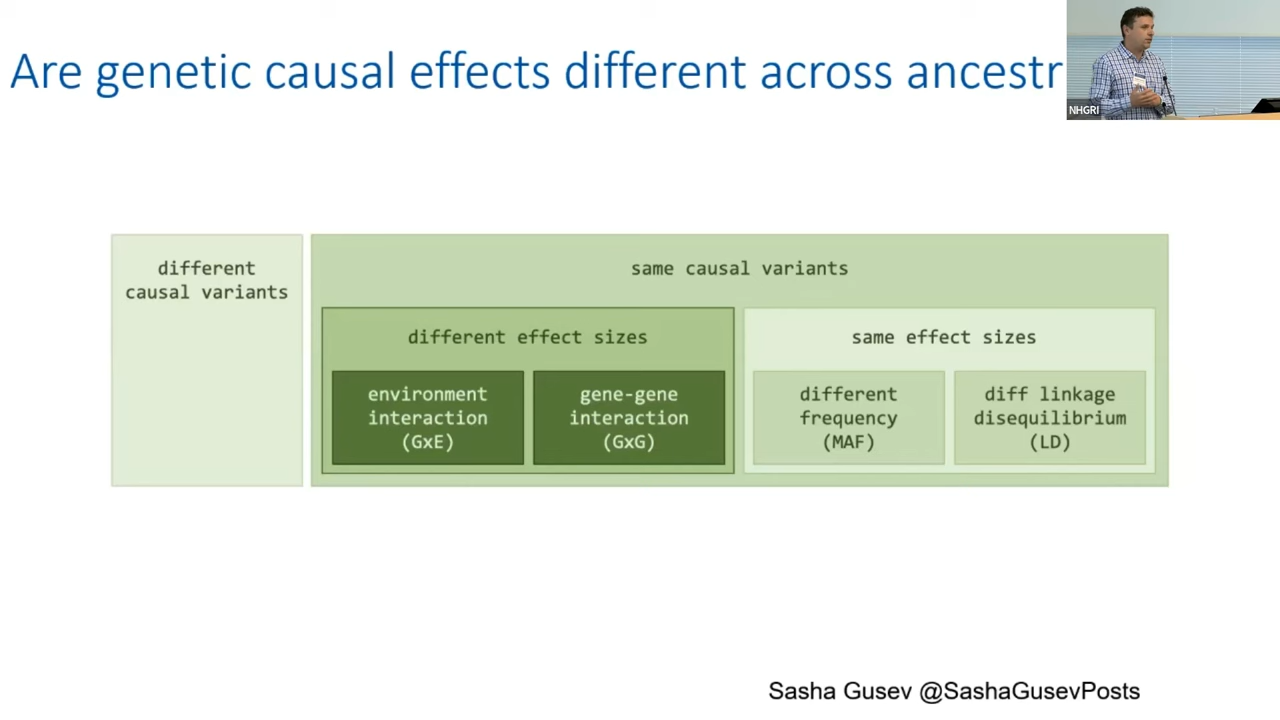 Are genetic causal effects different across ancestr
NHGRI
different
causal variants
same causal variants
different effect sizes
same effect sizes
environment
interaction
(GxE)
gene-gene
interaction
(GxG)
different
frequency
(MAF)
diff linkage
disequilibrium
(LD)
Sasha Gusev @SashaGusevPosts